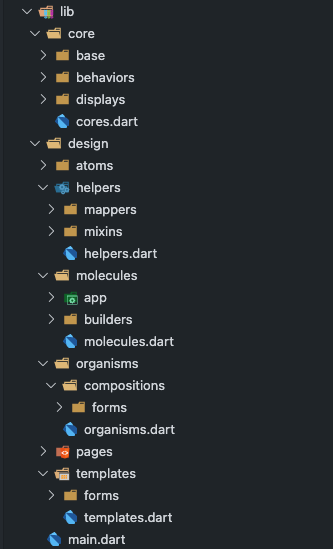 lib
core
base
behaviors
displays
cores.dart
design
atoms
helpers
mappers
mixins
helpers.dart
molecules
app
builders
molecules.dart
organisms
compositions
forms
organisms.dart
pages
templates
forms
templates.dart
main.dart